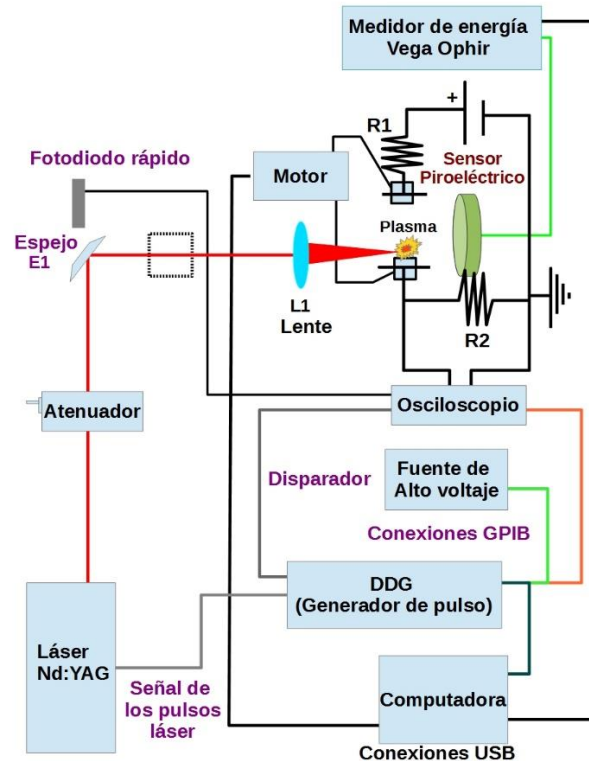 Medidor de energía
Vega Ophir
+
R1
Sensor
Piroeléctrico
Fotodiodo rápido
Motor
Plasma
Espejo
E1
L1
Lente
R2
Atenuador
Osciloscopio
Disparador
Fuente de
Alto voltaje
Conexiones GPIB
DDG
(Generador de pulso)
Láser
Nd:YAG
Señal de
los pulsos
láser
Computadora
Conexiones USB